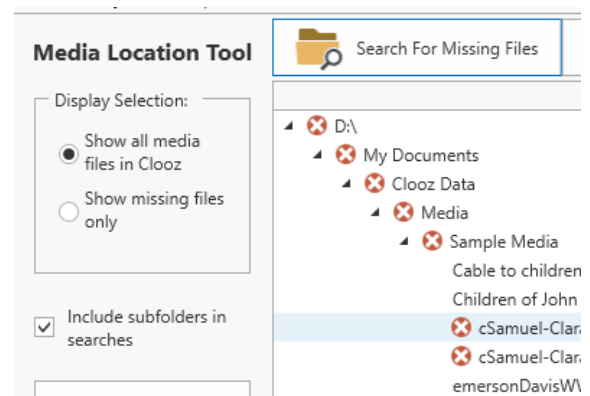 Media Location Tool
Search For Missing Files
Display Selection:
Show all media
files in Clooz
Show missing files
only
Include subfolders in
searches
D:\
My Documents
Clooz Data
Media
Sample Media
Cable to children
Children of John
cSamuel-Clar
cSamuel-Clar
emersonDavisW